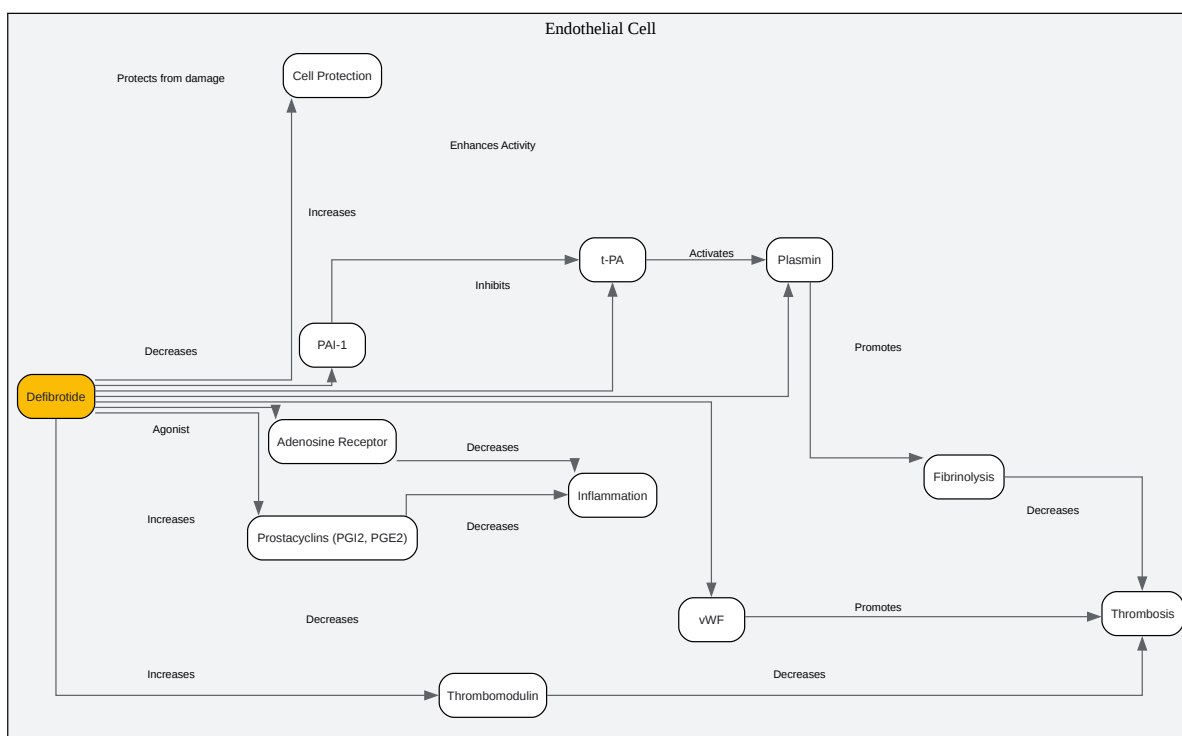 Endothelial Cell
Cell Protection
Protects from damage
Enhances Activity
Increases
t-PA
Activates
Plasmin
Inhibits
PAI-1
Decreases
Promotes
Defibrotide
Agonist
Adenosine Receptor
Decreases
Fibrinolysis
Inflammation
Decreases
Increases
Decreases
Prostacyclins (PGI2, PGE2)
Promotes
Thrombosis
Decreases
vWF
Increases
Decreases
Thrombomodulin